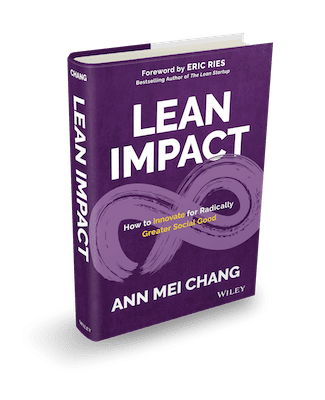 CHANG
LEAN IMPACT
WILEY
Foreword by ERIC RIES
Bestselling Author of The Lean Startup
LEAN
IMPACT
How to Innovate for Radically
Greater Social Good
ANN MEI CHANG
WILEY